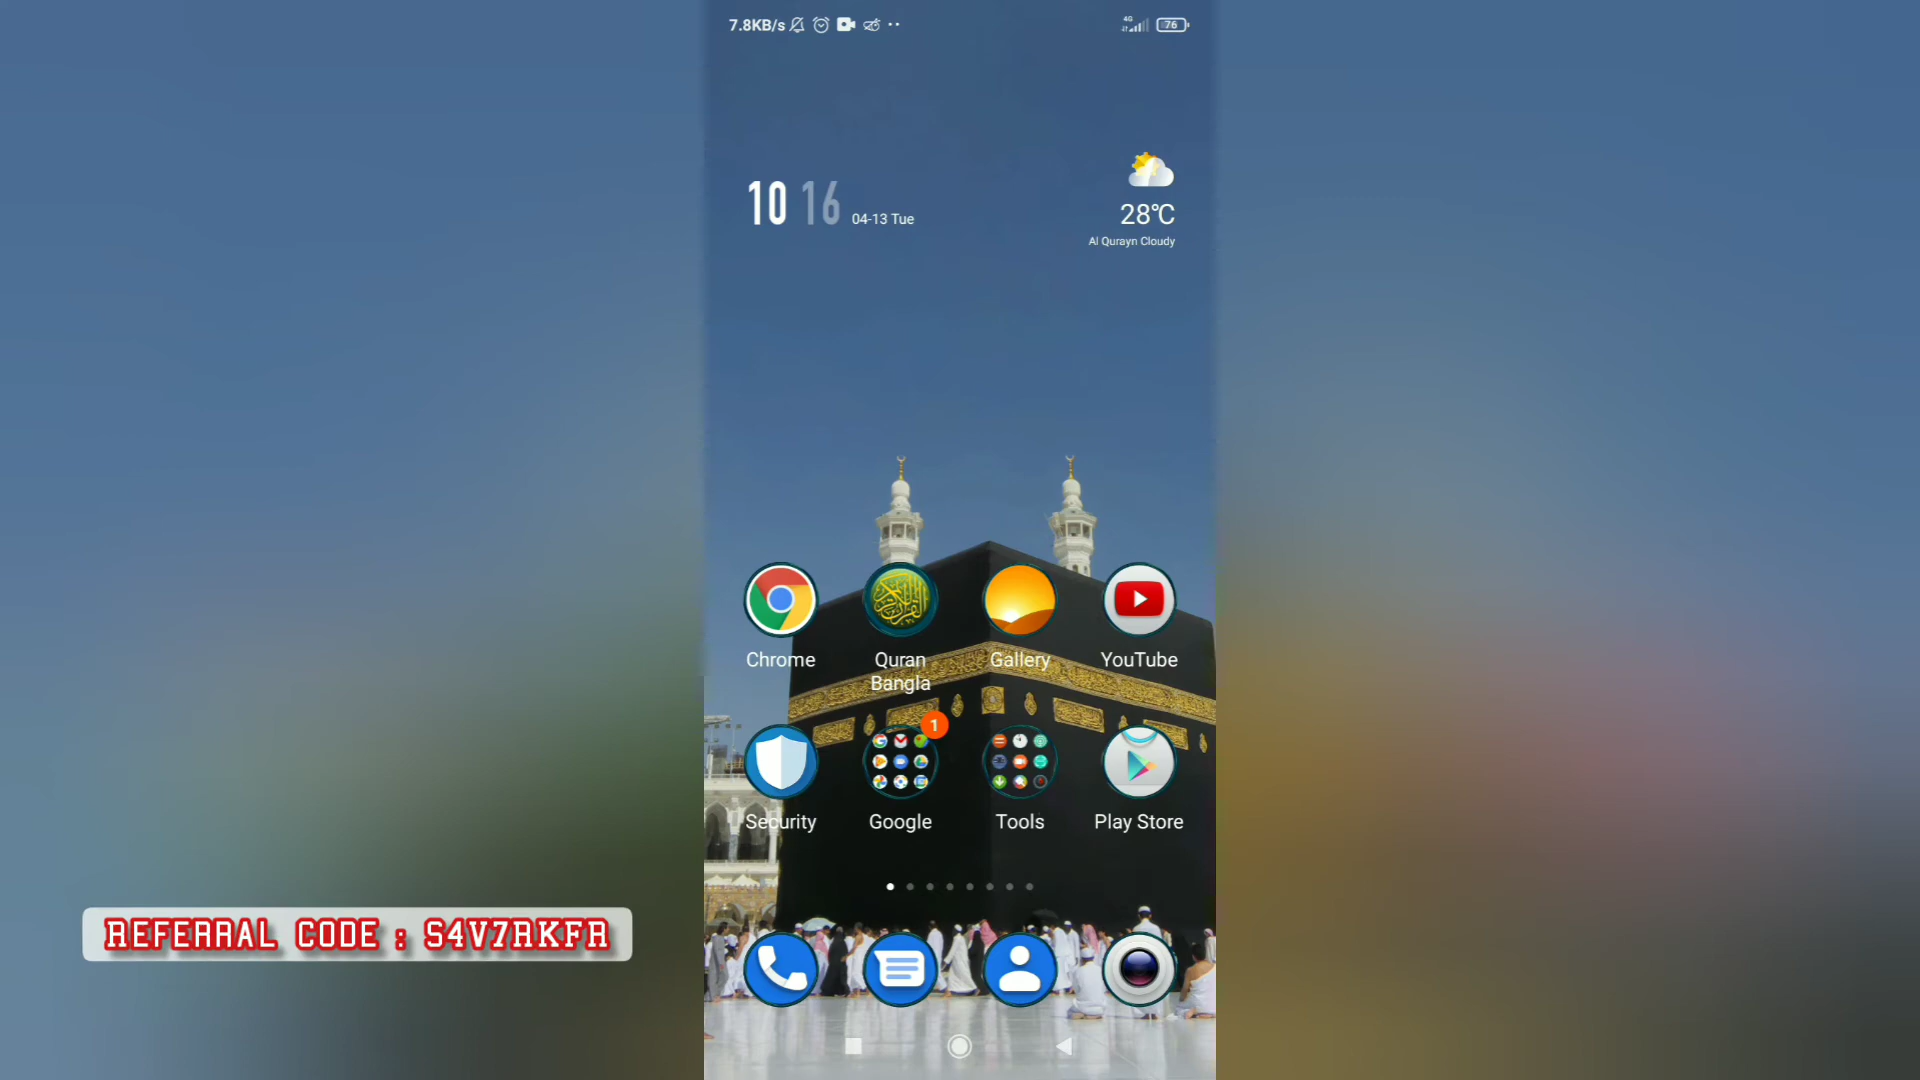 7.8KB/s
4G
76
10 16 04-13 Tue
28℃
Al Qurayn Cloudy
Chrome
Quran Bangla
Gallery
YouTube
1
Security
Google
Tools
Play Store
REFERRAL CODE : S4V7RKFR